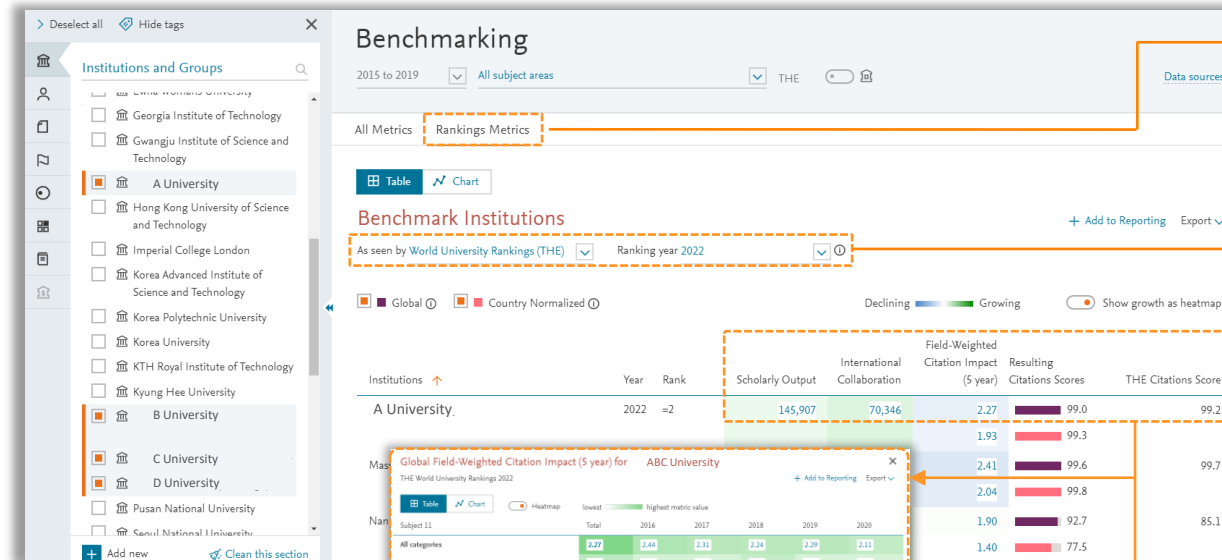 Deselect all Hide tags
Institutions and Groups
Ewha Womans University
Georgia Institute of Technology
Gwangju Institute of Science and
Technology
A University
Hong Kong University of Science
and Technology
Imperial College London
Korea Advanced Institute of
Science and Technology
Korea Polytechnic University
Korea University
KTH Royal Institute of Technology
Kyung Hee University
B University
C University
D University
Pusan National University
Seoul National University
Add new Clean this section
Benchmarking
2015 to 2019 All subject areas THE Data sources
All Metrics Rankings Metrics
Table Chart
Benchmark Institutions
+ Add to Reporting Export
As seen by World University Rankings (THE) Ranking year 2022
Global Country Normalized Declining Growing Show growth as heatmap
Institutions Year Rank Scholarly Output International Collaboration Field-Weighted Citation Impact (5 year) Resulting Citations Scores THE Citations Score
A University. 2022 =2 145,907 70,346 2.27 99.0 99.2
1.93 99.3
Mas 2.41 99.6 99.7
2.04 99.8
Nan 1.90 92.7 85.1
1.40 77.5
Global Field-Weighted Citation Impact (5 year) for ABC University
THE World University Rankings 2022 + Add to Reporting Export
Table Chart Heatmap lowest highest metric value
Subject 11 Total 2016 2017 2018 2019 2020
All categories 2.27 2.44 2.31 2.24 2.29 2.11